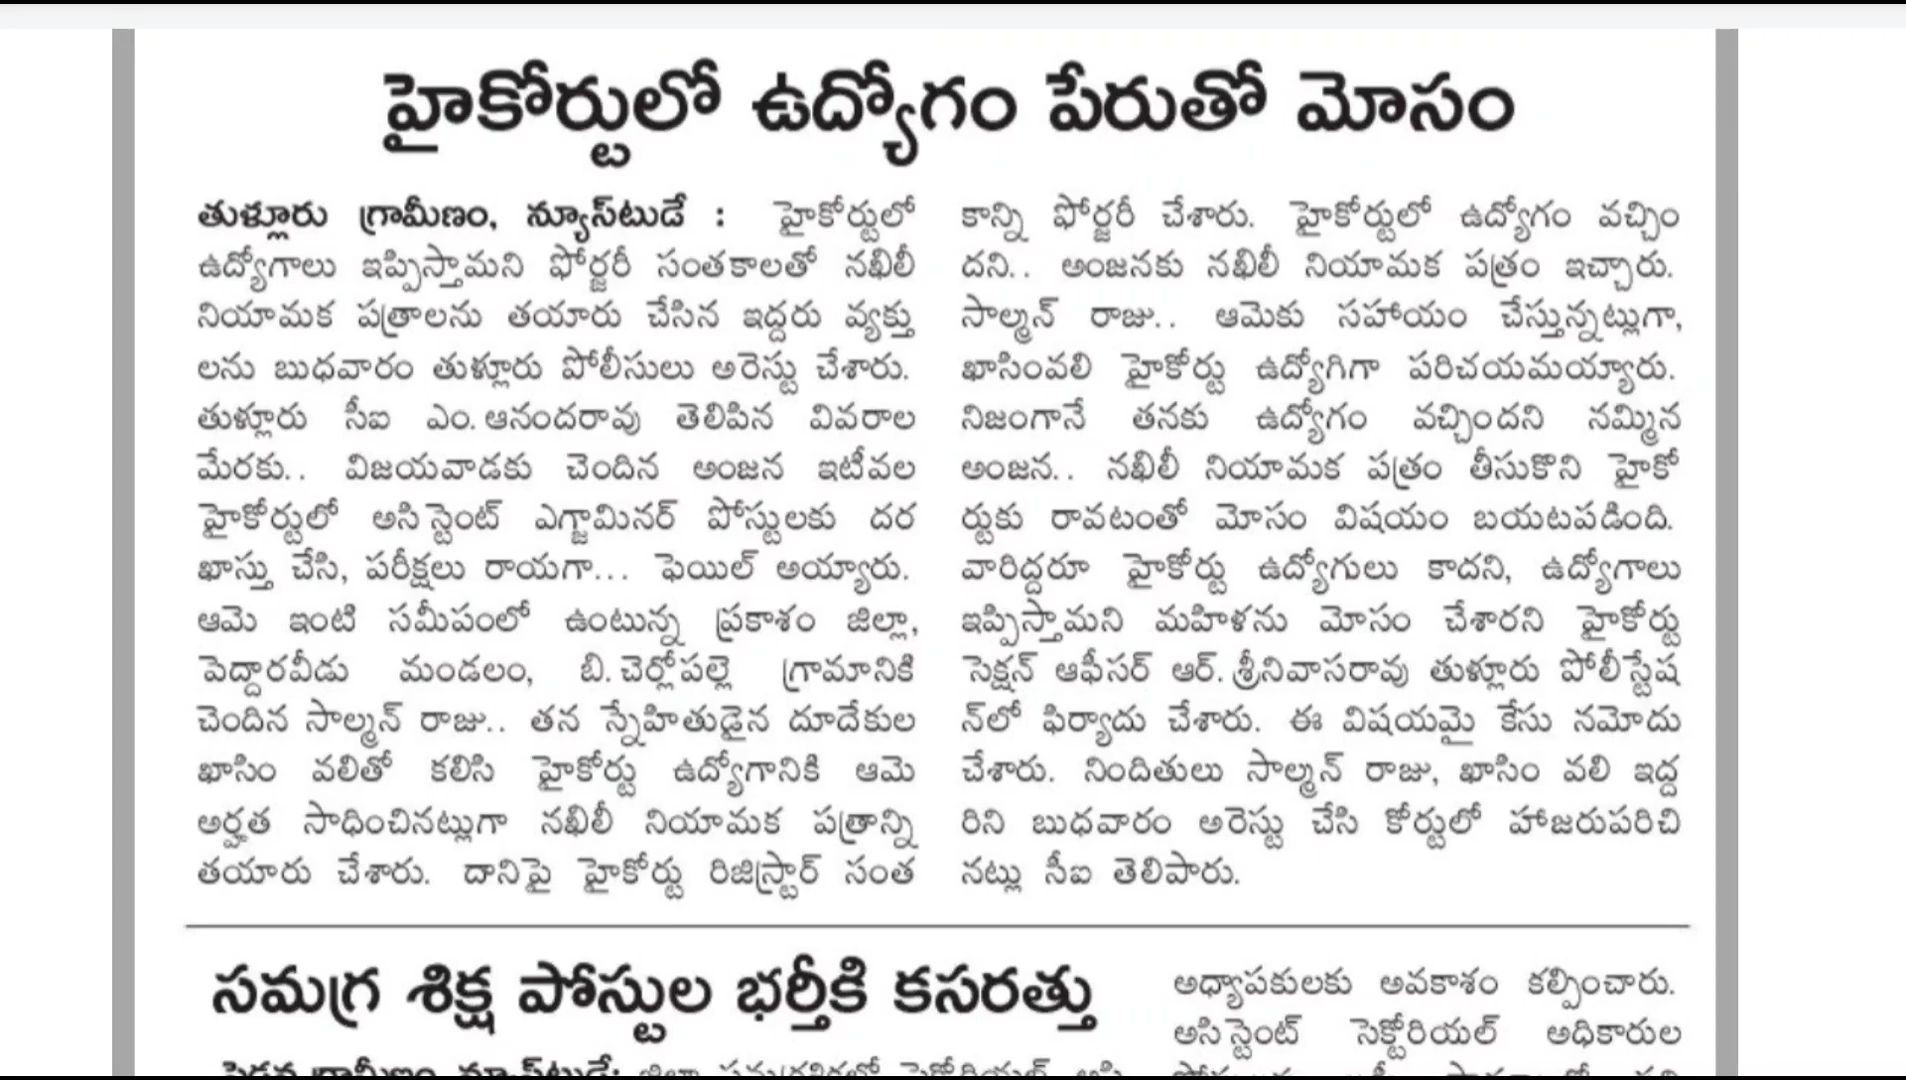 హైకోర్టులో ఉద్యోగం పేరుతో మోసం
తుళ్లూరు గ్రామీణం, న్యూస్‌టుడే : హైకోర్టులో
ఉద్యోగాలు ఇప్పిస్తామని ఫోర్జరీ సంతకాలతో నఖిలీ
నియామక పత్రాలను తయారు చేసిన ఇద్దరు వ్యక్తు
లను బుధవారం తుళ్లూరు పోలీసులు అరెస్టు చేశారు.
తుళ్లూరు సీఐ ఎం.ఆనందరావు తెలిపిన వివరాల
మేరకు.. విజయవాడకు చెందిన అంజన ఇటీవల
హైకోర్టులో అసిస్టెంట్ ఎగ్జామినర్ పోస్టులకు దర
ఖాస్తు చేసి, పరీక్షలు రాయగా... ఫెయిల్ అయ్యారు.
ఆమె ఇంటి సమీపంలో ఉంటున్న ప్రకాశం జిల్లా,
పెద్దారవీడు మండలం, బి.చెర్లోపల్లె గ్రామానికి
చెందిన సాల్మన్ రాజు.. తన స్నేహితుడైన దూదేకుల
ఖాసిం వలితో కలిసి హైకోర్టు ఉద్యోగానికి ఆమె
అర్హత సాధించినట్లుగా నఖిలీ నియామక పత్రాన్ని
తయారు చేశారు. దానిపై హైకోర్టు రిజిస్ట్రార్ సంత
కాన్ని ఫోర్జరీ చేశారు. హైకోర్టులో ఉద్యోగం వచ్చిం
దని.. అంజనకు నఖిలీ నియామక పత్రం ఇచ్చారు.
సాల్మన్ రాజు.. ఆమెకు సహాయం చేస్తున్నట్లుగా,
ఖాసింవలి హైకోర్టు ఉద్యోగిగా పరిచయమయ్యారు.
నిజంగానే తనకు ఉద్యోగం వచ్చిందని నమ్మిన
అంజన.. నఖిలీ నియామక పత్రం తీసుకొని హైకో
ర్టుకు రావటంతో మోసం విషయం బయటపడింది.
వారిద్దరూ హైకోర్టు ఉద్యోగులు కాదని, ఉద్యోగాలు
ఇప్పిస్తామని మహిళను మోసం చేశారని హైకోర్టు
సెక్షన్ ఆఫీసర్ ఆర్.శ్రీనివాసరావు తుళ్లూరు పోలీస్టేష
న్‌లో ఫిర్యాదు చేశారు. ఈ విషయమై కేసు నమోదు
చేశారు. నిందితులు సాల్మన్ రాజు, ఖాసిం వలి ఇద్ద
రిని బుధవారం అరెస్టు చేసి కోర్టులో హాజరుపరిచి
నట్లు సీఐ తెలిపారు.
సమగ్ర శిక్ష పోస్టుల భర్తీకి కసరత్తు
అధ్యాపకులకు అవకాశం కల్పించారు.
అసిస్టెంట్ సెక్టోరియల్ అధికారుల